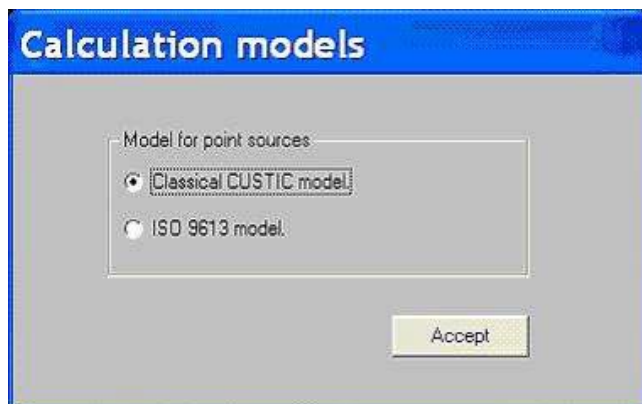 Calculation models
Model for point sources
Classical CUSTIC model.
ISO 9613 model.
Accept